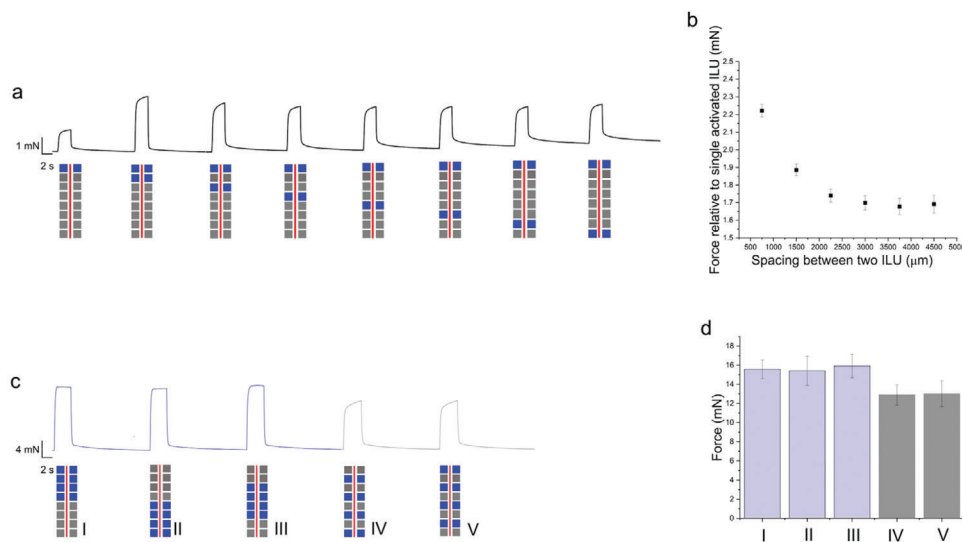 a
1 mN
2 s
b
Force relative to single activated ILU (mN)
2.5
2.4
2.3
2.2
2.1
2.0
1.9
1.8
1.7
1.6
1.5
500 1000 1500 2000 2500 3000 3500 4000 4500 5000
Spacing between two ILU (μm)
c
4 mN
2 s
I II III IV V
d
Force (mN)
18
16
14
12
10
8
6
4
2
0
I II III IV V